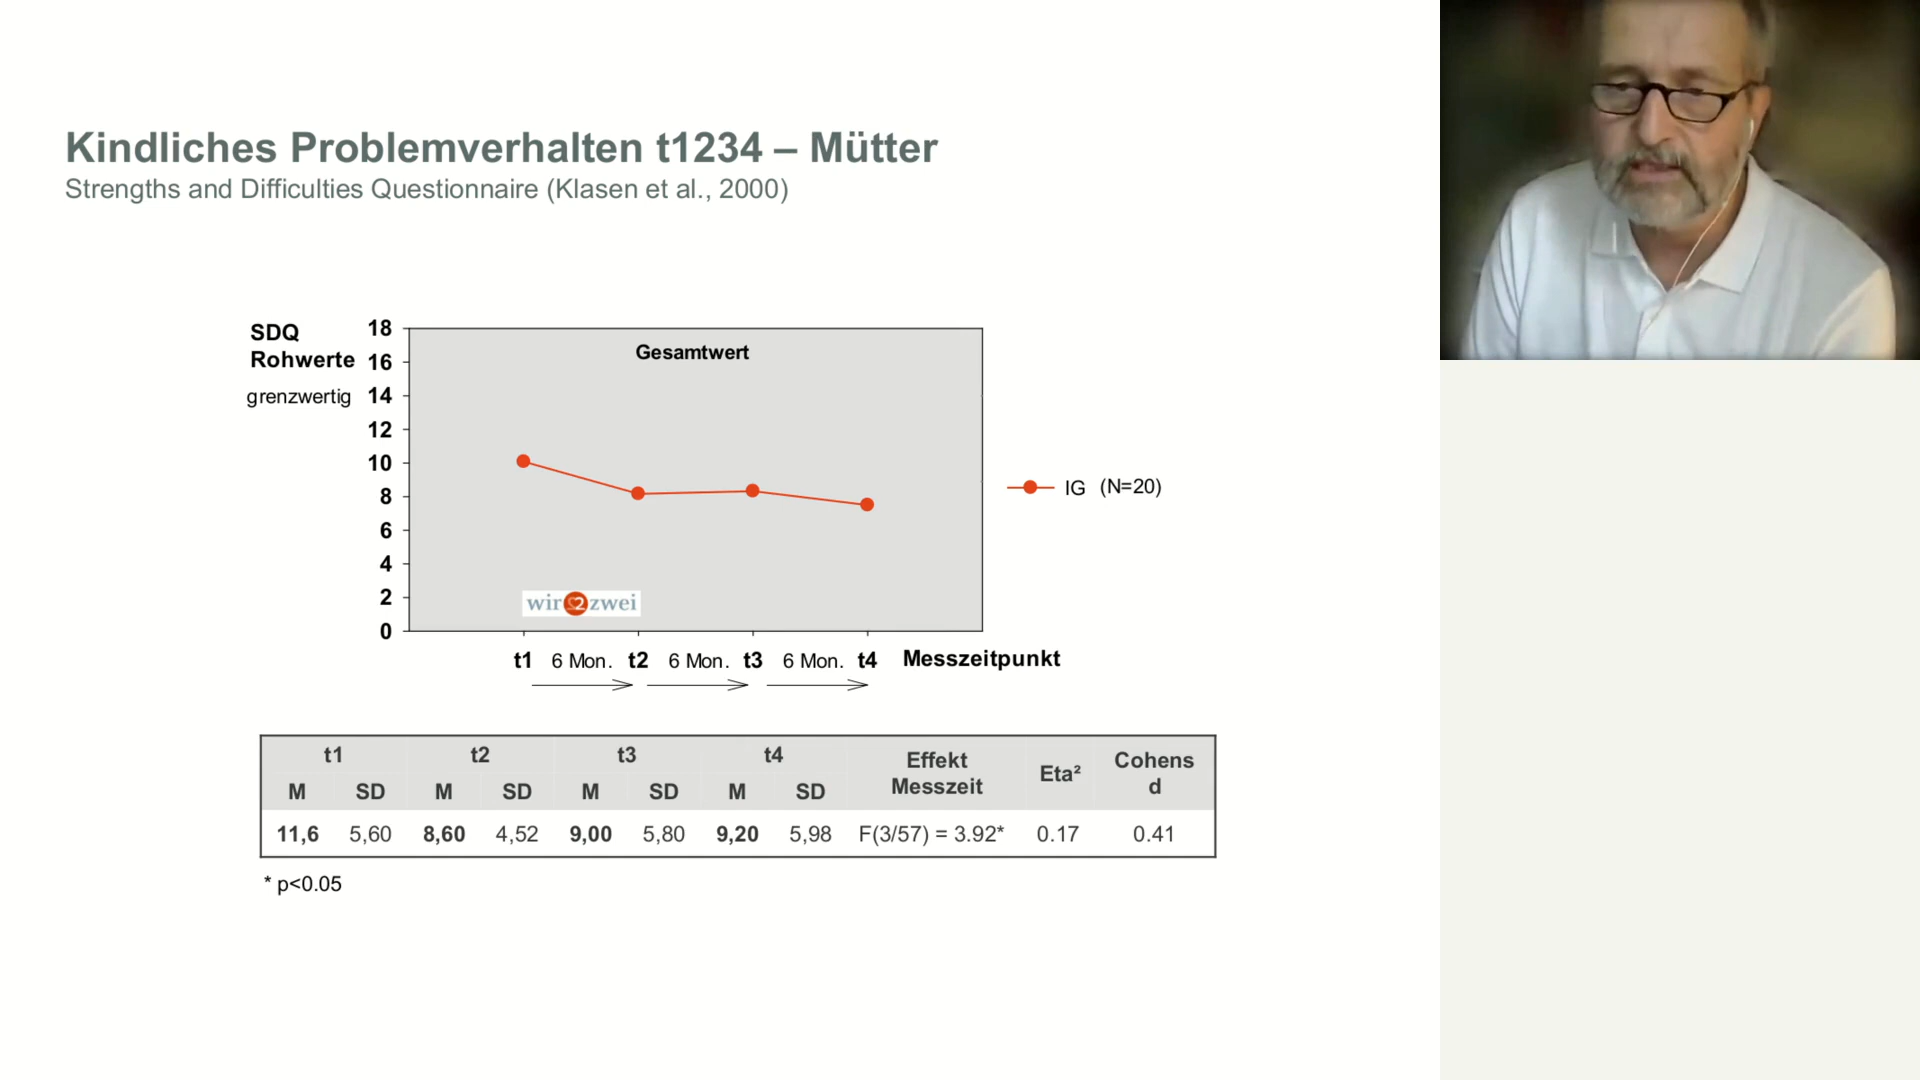 Kindliches Problemverhalten t1234 – Mütter
Strengths and Difficulties Questionnaire (Klasen et al., 2000)
SDQ
Rohwerte
grenzwertig
18
16
14
12
10
8
6
4
2
0
Gesamtwert
wir2zwei
IG (N=20)
t1 6 Mon. t2 6 Mon. t3 6 Mon. t4 Messzeitpunkt
t1 t2 t3 t4 Effekt Messzeit Eta² Cohens d
M SD M SD M SD M SD
11,6 5,60 8,60 4,52 9,00 5,80 9,20 5,98 F(3/57) = 3.92* 0.17 0.41
* p<0.05